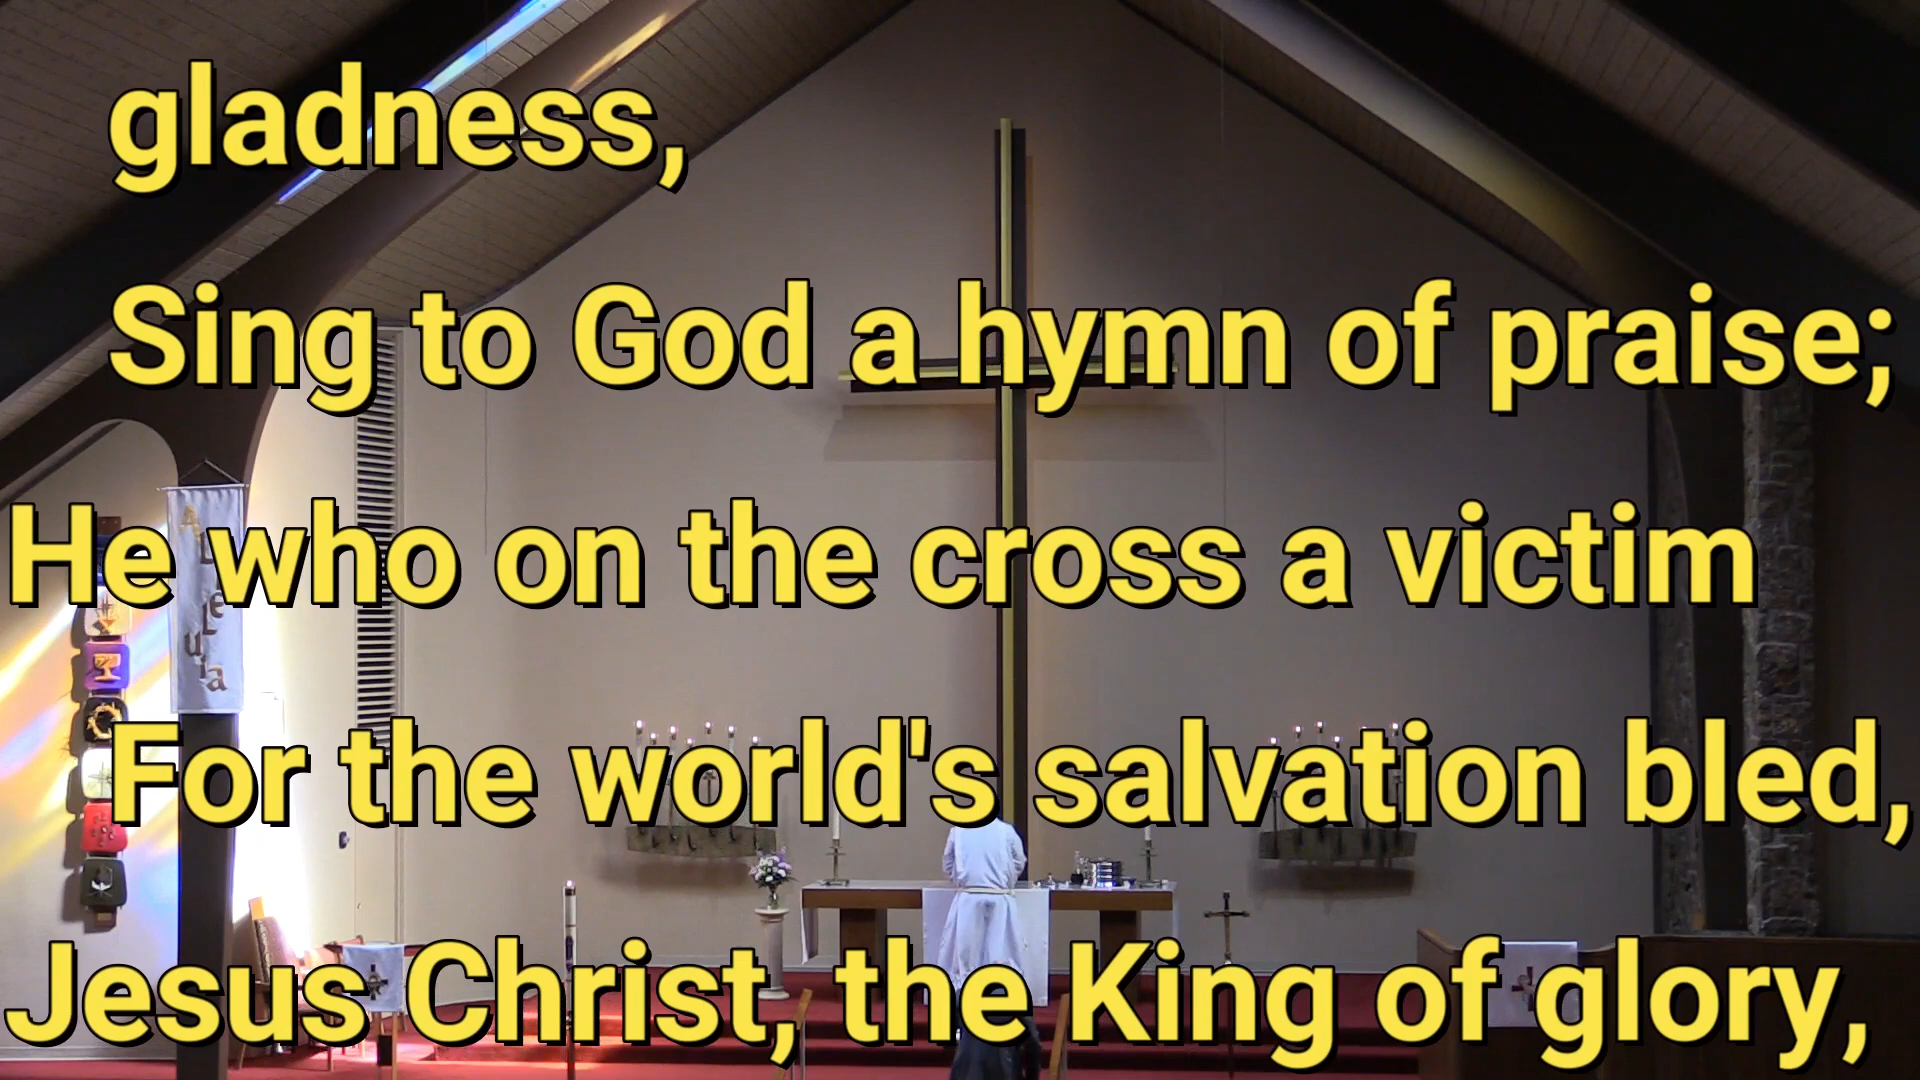 gladness,
Sing to God a hymn of praise;
He who on the cross a victim
For the world's salvation bled,
Jesus Christ, the King of glory,
Alleluia